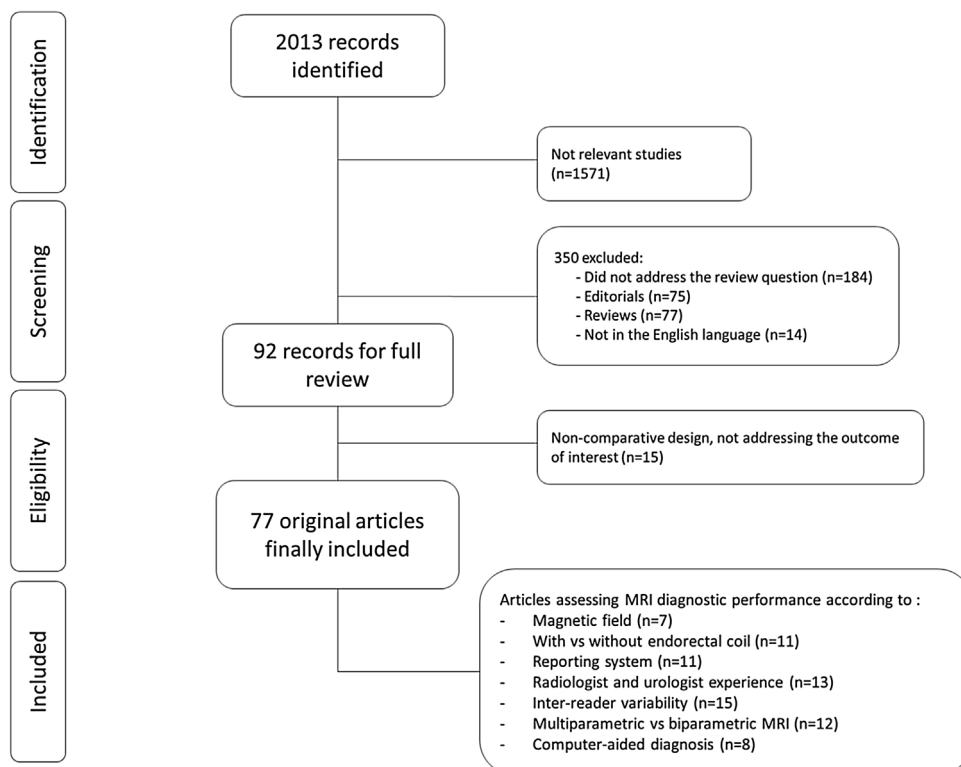 Identification
2013 records
identified
Not relevant studies
(n=1571)
Screening
350 excluded:
- Did not address the review question (n=184)
- Editorials (n=75)
- Reviews (n=77)
- Not in the English language (n=14)
92 records for full
review
Eligibility
Non-comparative design, not addressing the outcome
of interest (n=15)
77 original articles
finally included
Included
Articles assessing MRI diagnostic performance according to :
- Magnetic field (n=7)
- With vs without endorectal coil (n=11)
- Reporting system (n=11)
- Radiologist and urologist experience (n=13)
- Inter-reader variability (n=15)
- Multiparametric vs biparametric MRI (n=12)
- Computer-aided diagnosis (n=8)